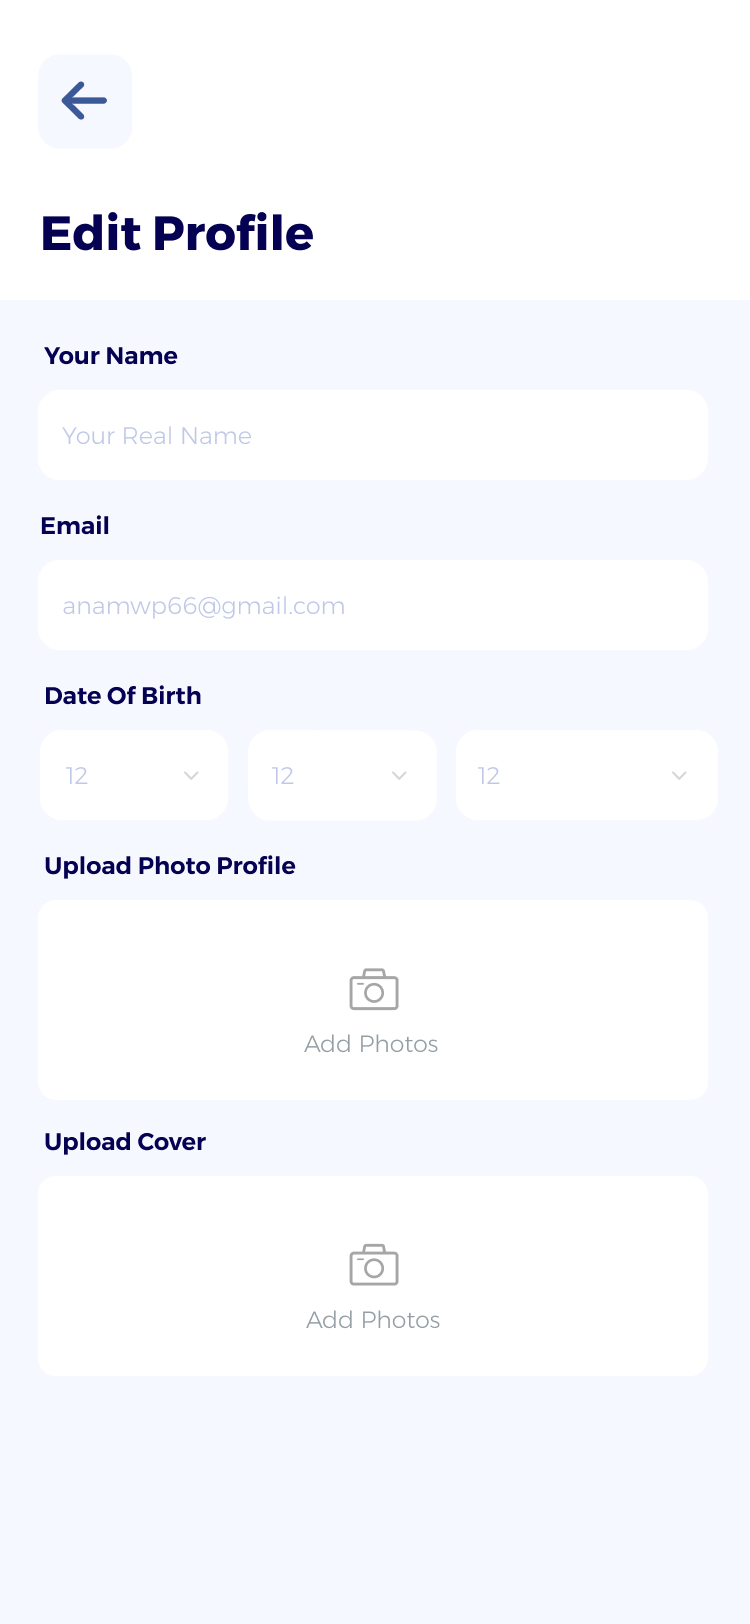 Edit Profile
Your Name
Your Real Name
Email
anamwp66@gmail.com
Date Of Birth
12 12 12
Upload Photo Profile
Add Photos
Upload Cover
Add Photos